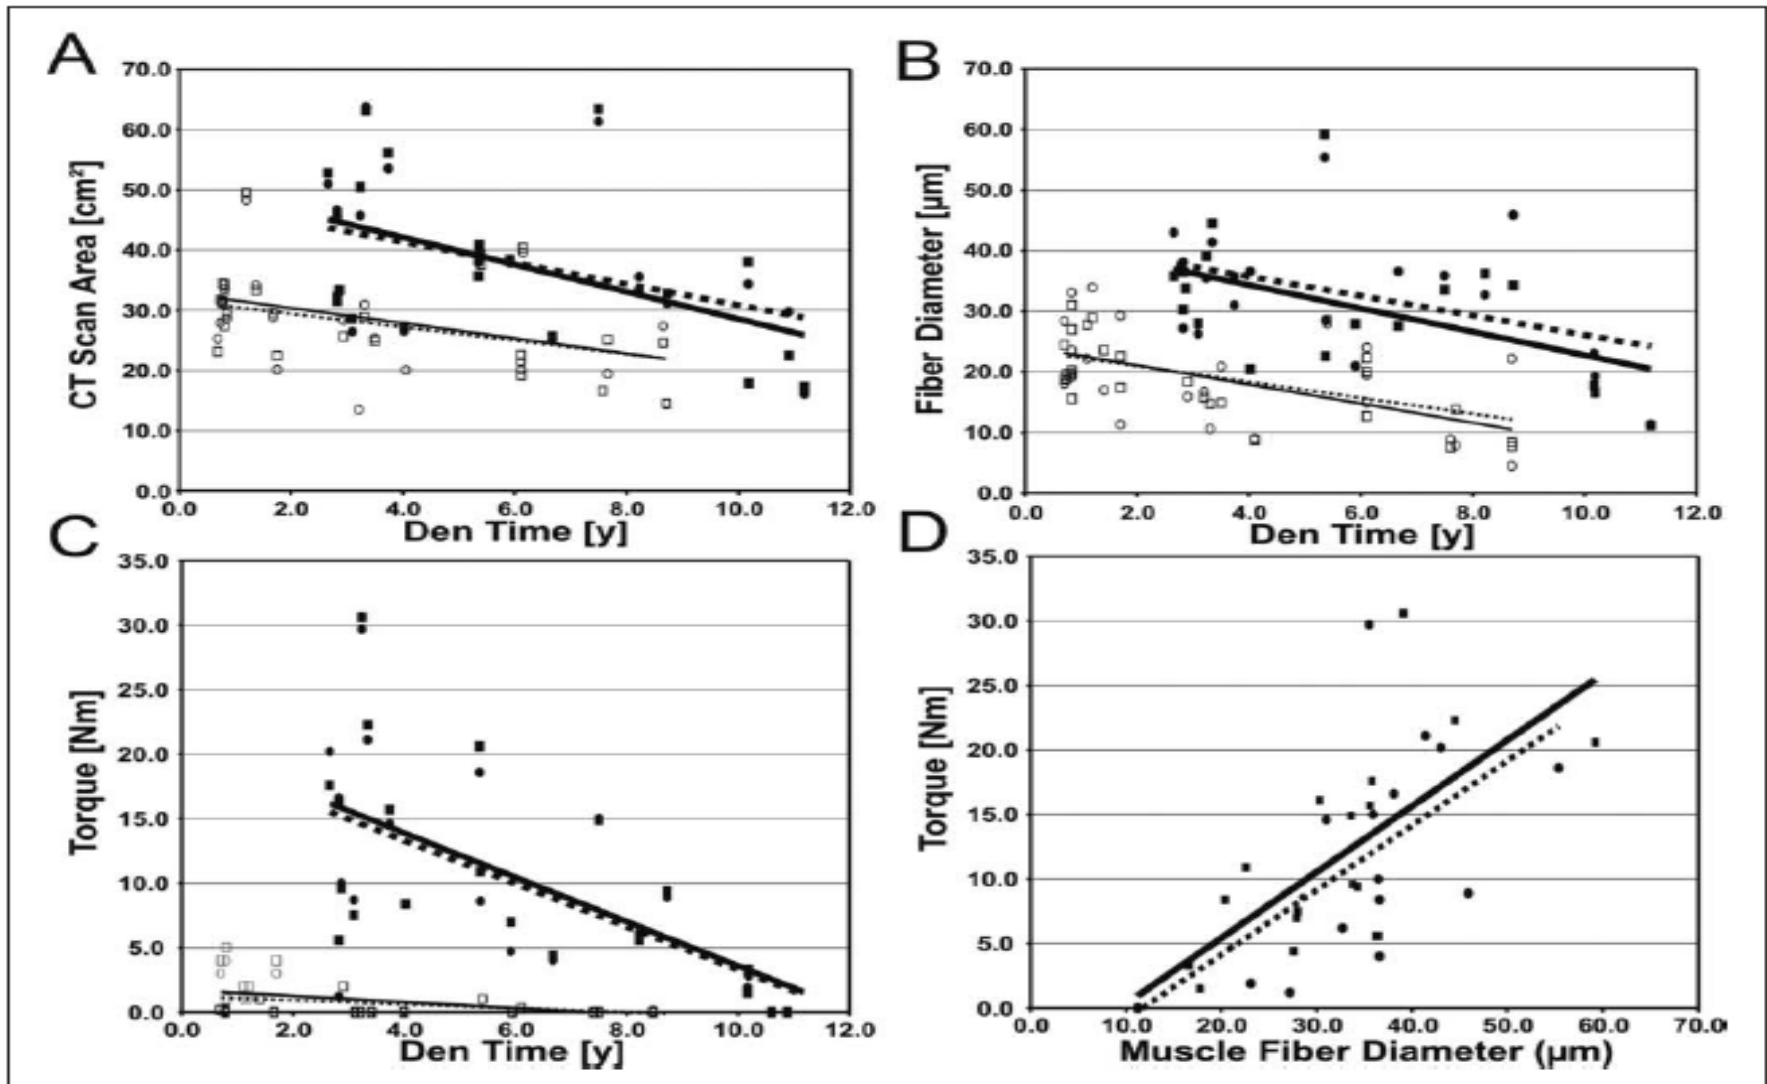 A
B
CT Scan Area [cm²]
70.0
60.0
50.0
40.0
30.0
20.0
10.0
0.0
0.0 2.0 4.0 6.0 8.0 10.0 12.0
Den Time [y]
Fiber Diameter [µm]
70.0
60.0
50.0
40.0
30.0
20.0
10.0
0.0
0.0 2.0 4.0 6.0 8.0 10.0 12.0
Den Time [y]
C
D
Torque [Nm]
35.0
30.0
25.0
20.0
15.0
10.0
5.0
0.0
0.0 2.0 4.0 6.0 8.0 10.0 12.0
Den Time [y]
Torque [Nm]
35.0
30.0
25.0
20.0
15.0
10.0
5.0
0.0
0.0 10.0 20.0 30.0 40.0 50.0 60.0 70.0
Muscle Fiber Diameter (µm)